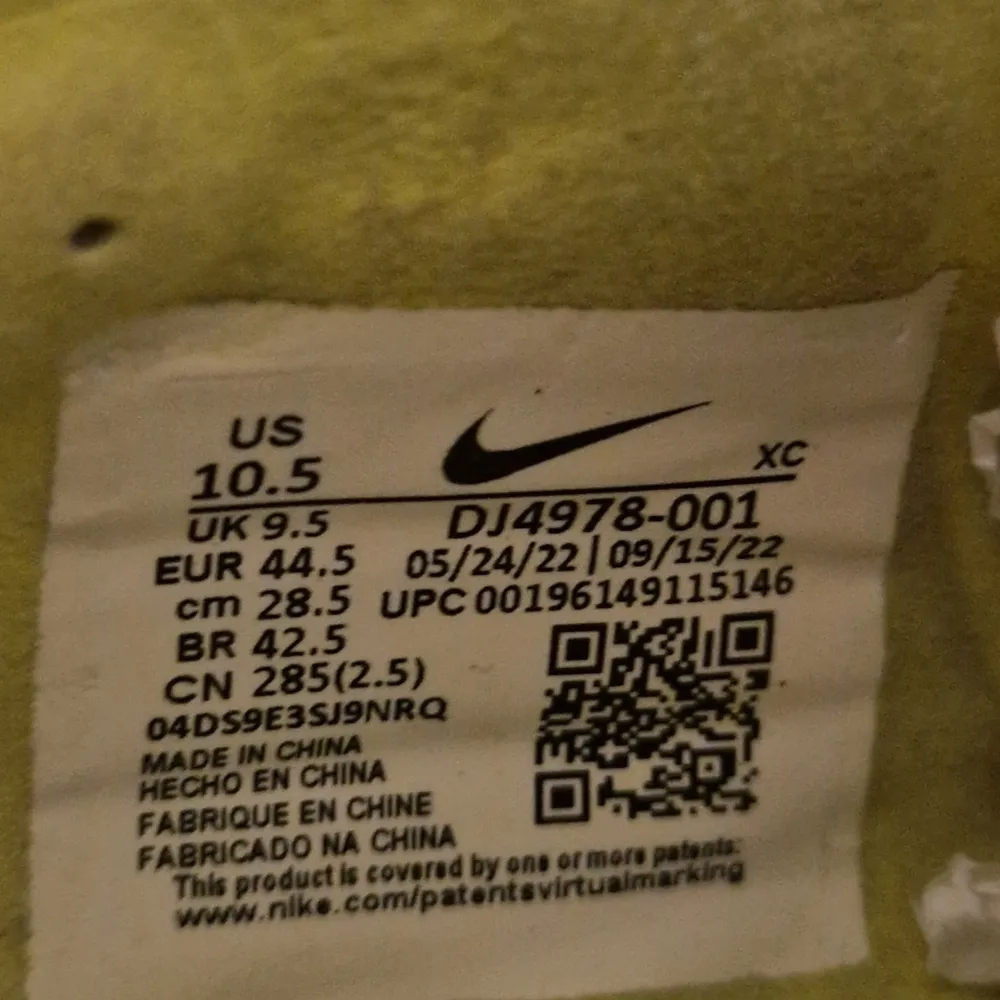 US
10.5
XC
UK 9.5
DJ4978-001
EUR 44.5
05/24/22 | 09/15/22
cm 28.5
UPC 00196149115146
BR 42.5
CN 285(2.5)
04DS9E3SJ9NRQ
MADE IN CHINA
HECHO EN CHINA
FABRIQUE EN CHINE
FABRICADO NA CHINA
This product is covered by one or more patents:
www.nike.com/patentsvirtualmarking